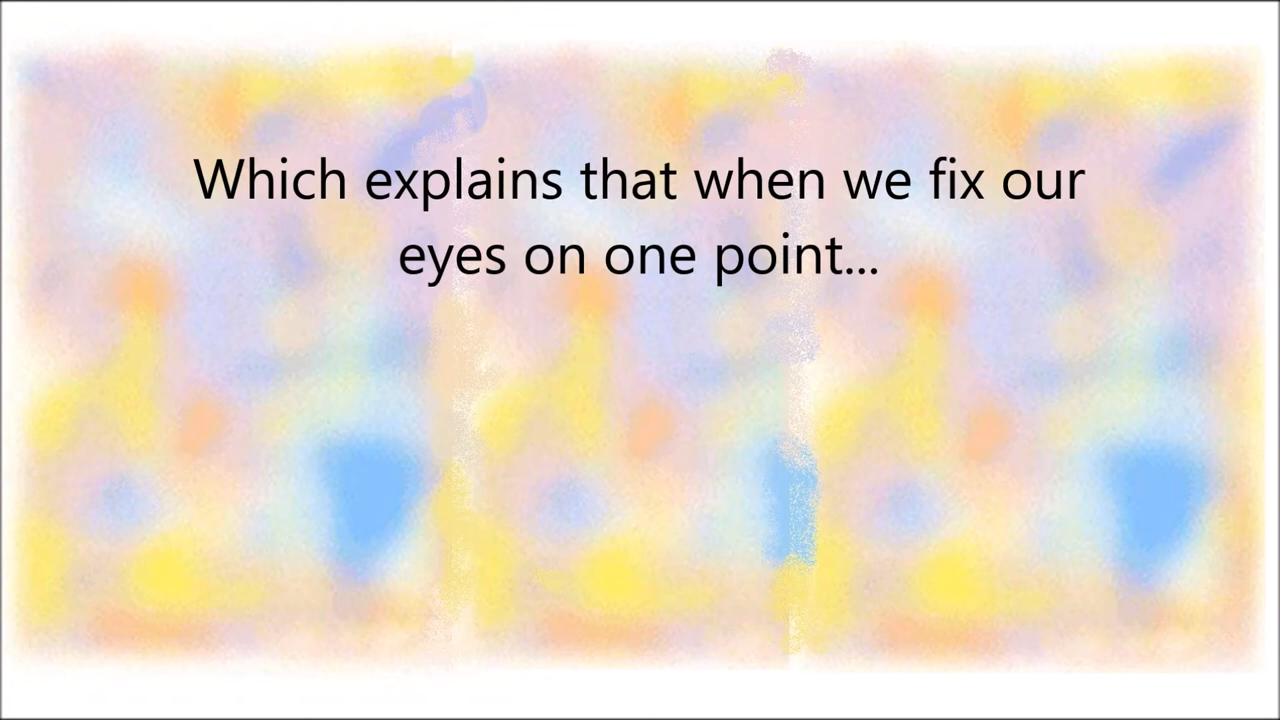 Which explains that when we fix our
eyes on one point...